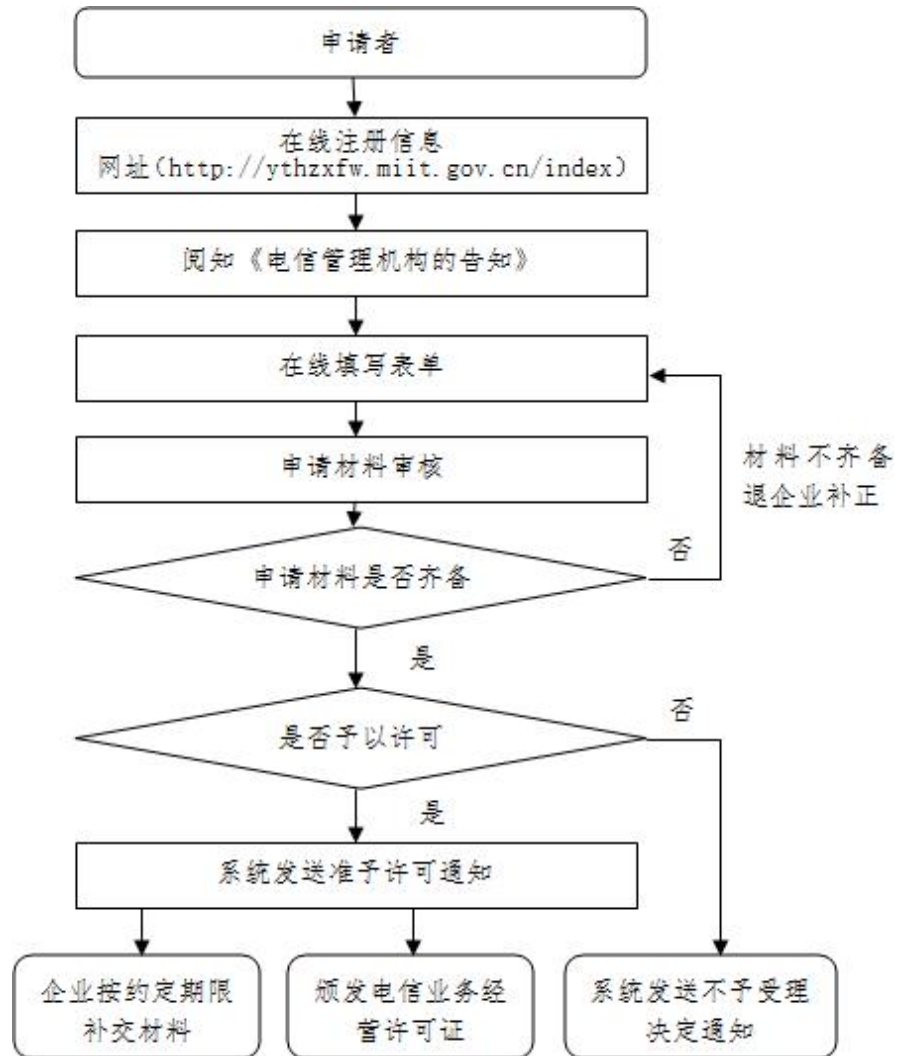 申请者
在线注册信息
网址(http://ythzxfw.miit.gov.cn/index)
阅知《电信管理机构的告知》
在线填写表单
申请材料审核
材料不齐备
退企业补正
申请材料是否齐备
否
是
是否予以许可
否
是
系统发送准予许可通知
企业按约定期限
补交材料
颁发电信业务经
营许可证
系统发送不予受理
决定通知